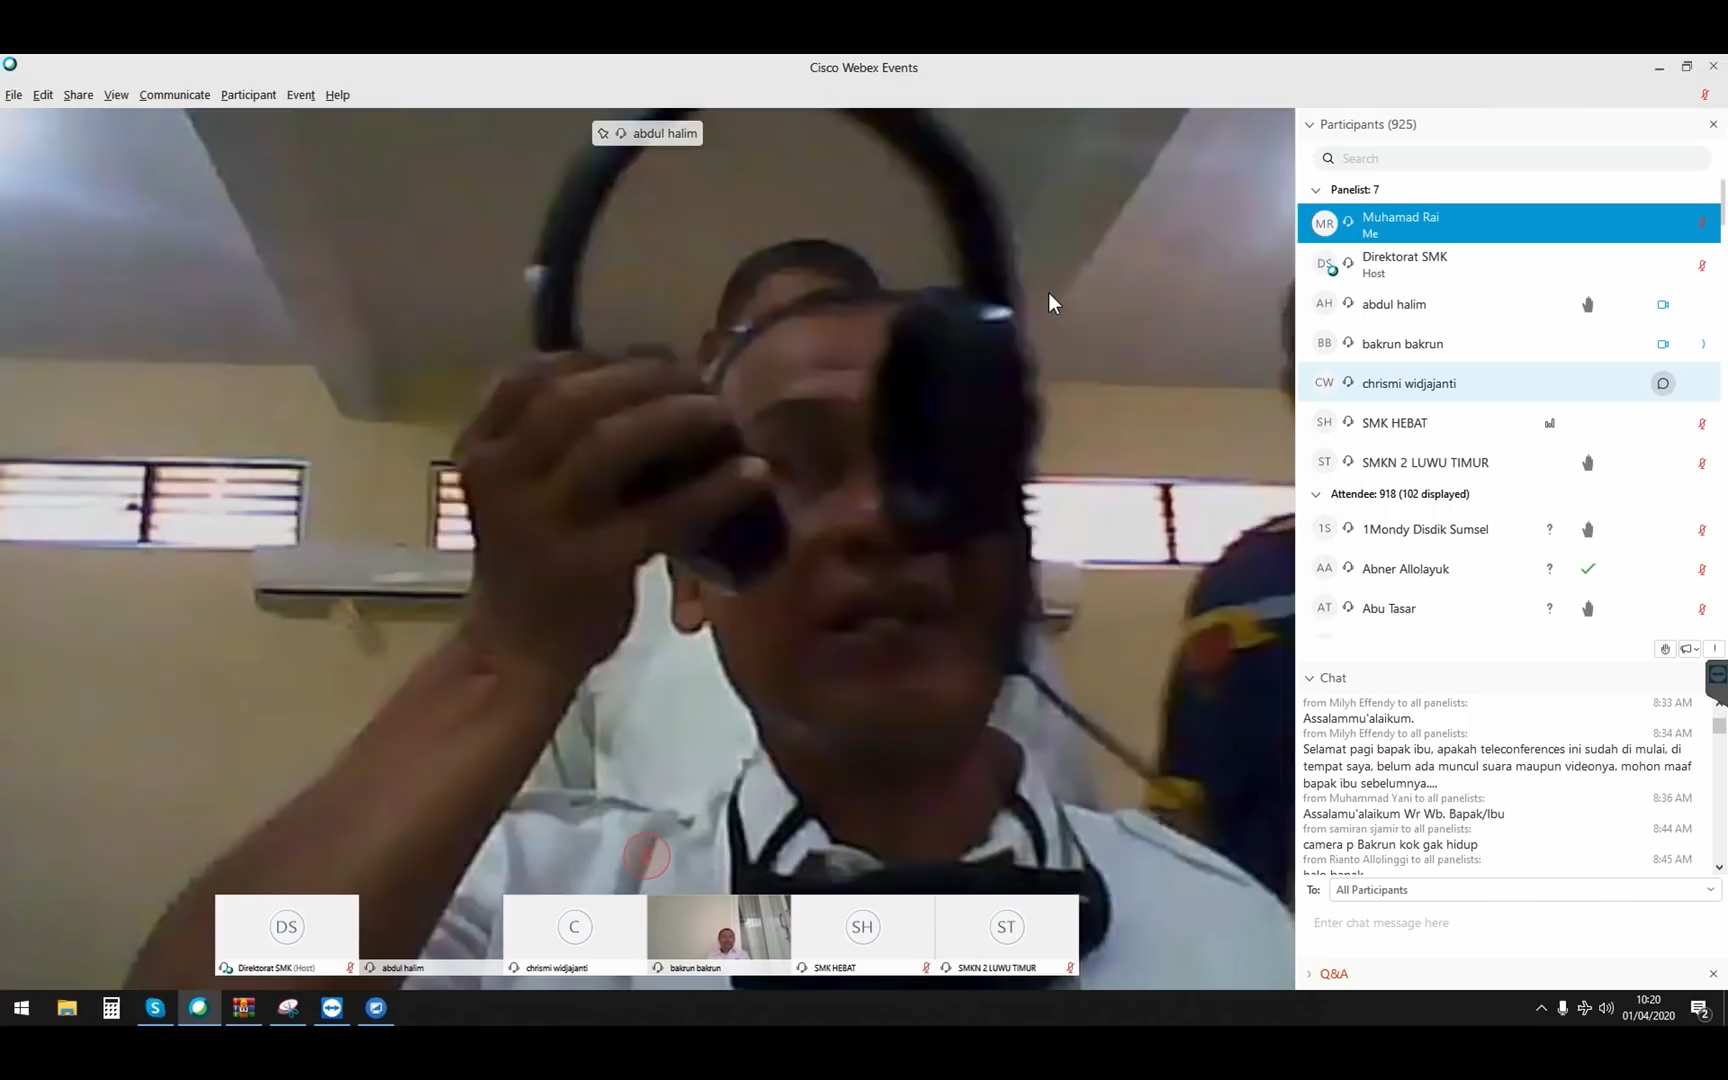 Cisco Webex Events
File Edit Share View Communicate Participant Event Help
abdul halim
Participants (925)
Search
Panelist: 7
MR Muhamad Rai
Me
DS Direktorat SMK
Host
AH abdul halim
BB bakrun bakrun
CW chrismi widjajanti
SH SMK HEBAT
ST SMKN 2 LUWU TIMUR
Attendee: 918 (102 displayed)
1S 1Mondy Disdik Sumsel ?
AA Abner Allolayuk ?
AT Abu Tasar ?
Chat
from Milyh Effendy to all panelists: 8:33 AM
Assalammu'alaikum.
from Milyh Effendy to all panelists: 8:34 AM
Selamat pagi bapak ibu, apakah teleconferences ini sudah di mulai, di
tempat saya, belum ada muncul suara maupun videonya. mohon maaf
bapak ibu sebelumnya....
from Muhammad Yani to all panelists: 8:36 AM
Assalamu'alaikum Wr Wb. Bapak/Ibu
from samiran sjamir to all panelists: 8:44 AM
camera p Bakrun kok gak hidup
from Rianto Allolinggi to all panelists: 8:45 AM
halo bapak
To: All Participants
Enter chat message here
Q&A
DS C SH ST
Direktorat SMK (Host) abdul halim chrismi widjajanti bakrun bakrun SMK HEBAT SMKN 2 LUWU TIMUR
10:20
01/04/2020
2